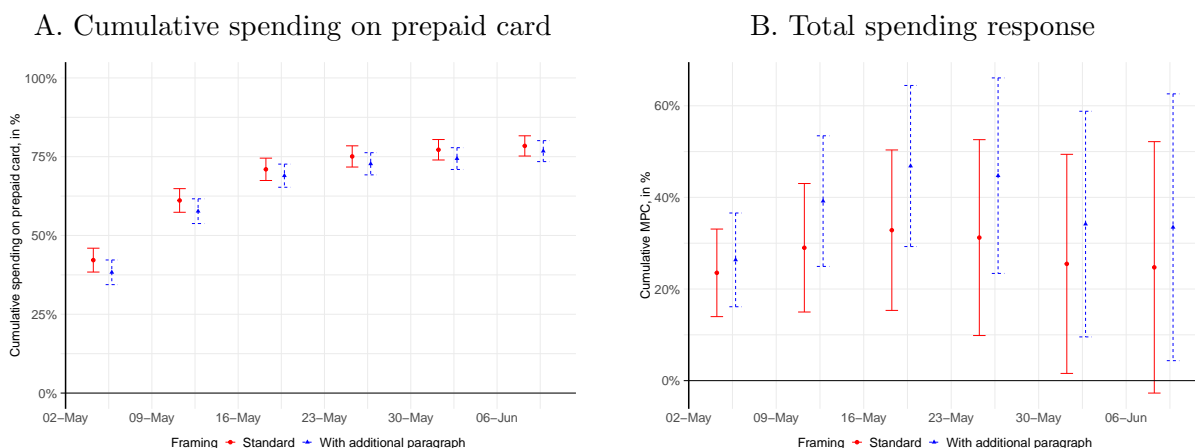 A. Cumulative spending on prepaid card
Cumulative spending on prepaid card, in %
100%
75%
50%
25%
0%
02−May 09−May 16−May 23−May 30−May 06−Jun
Framing Standard With additional paragraph
B. Total spending response
Cumulative MPC, in %
60%
40%
20%
0%
02−May 09−May 16−May 23−May 30−May 06−Jun
Framing Standard With additional paragraph